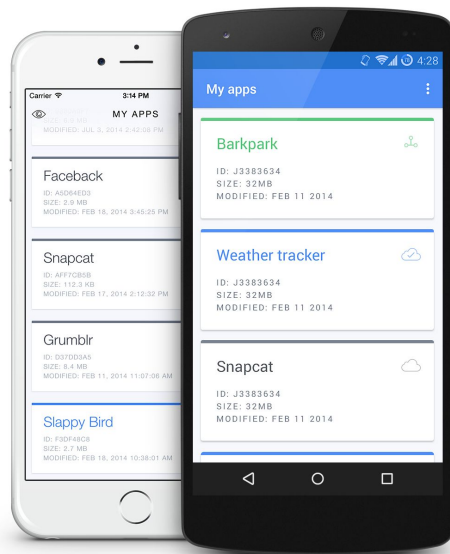 Carrier 3:14 PM
MY APPS
MODIFIED: JUL 3, 2014 2:42:08 PM
Faceback
ID: A5D64ED3
SIZE: 2.9 MB
MODIFIED: FEB 18, 2014 3:45:25 PM
Snapcat
ID: AFF7CB5B
SIZE: 112.3 KB
MODIFIED: FEB 17, 2014 2:12:32 PM
Grumblr
ID: D37DD3A5
SIZE: 8.4 MB
MODIFIED: FEB 11, 2014 11:07:08 AM
Slappy Bird
ID: F3DF48C8
SIZE: 2.7 MB
MODIFIED: FEB 18, 2014 10:38:01 AM
4:28
My apps
Barkpark
ID: J3383634
SIZE: 32MB
MODIFIED: FEB 11 2014
Weather tracker
ID: J3383634
SIZE: 32MB
MODIFIED: FEB 11 2014
Snapcat
ID: J3383634
SIZE: 32MB
MODIFIED: FEB 11 2014